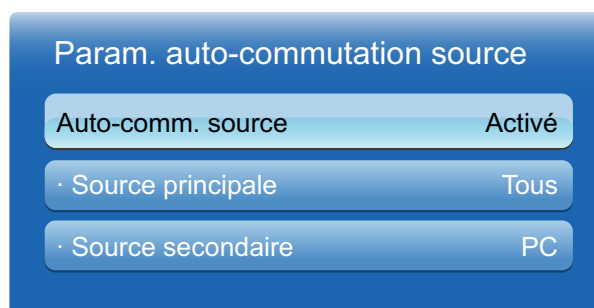 Param. auto-commutation source
Auto-comm. source Activé
· Source principale Tous
· Source secondaire PC